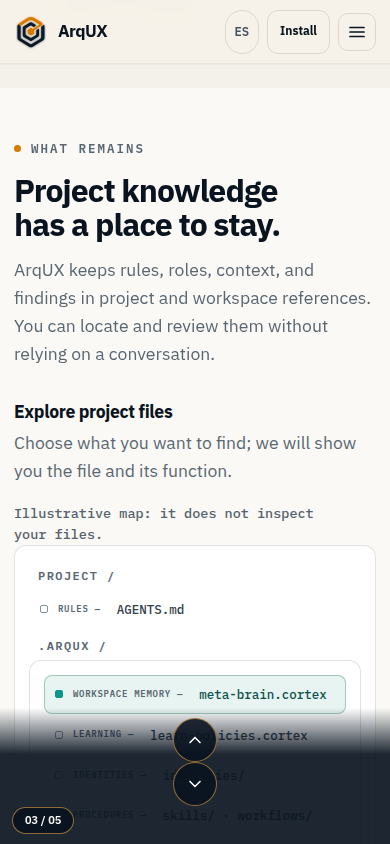 ArqUX
ES
Install
WHAT REMAINS
Project knowledge
has a place to stay.
ArqUX keeps rules, roles, context, and
findings in project and workspace references.
You can locate and review them without
relying on a conversation.
Explore project files
Choose what you want to find; we will show
you the file and its function.
Illustrative map: it does not inspect
your files.
PROJECT /
RULES — AGENTS.md
.ARQUX /
WORKSPACE MEMORY — meta-brain.cortex
LEARNING —
IDENTITIES —
03 / 05
PROCEDURES — skills/ · workflows/